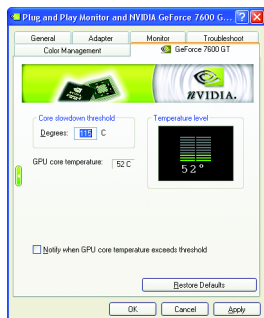 Plug and Play Monitor and NVIDIA GeForce 7600 G...
General
Adapter
Monitor
Troubleshoot
Color Management
GeForce 7600 GT
NVIDIA.
Core slowdown threshold
Degrees: 115 C
Temperature level
GPU core temperature: 52 C
52°
Notify when GPU core temperature exceeds threshold
Restore Defaults
OK
Cancel
Apply